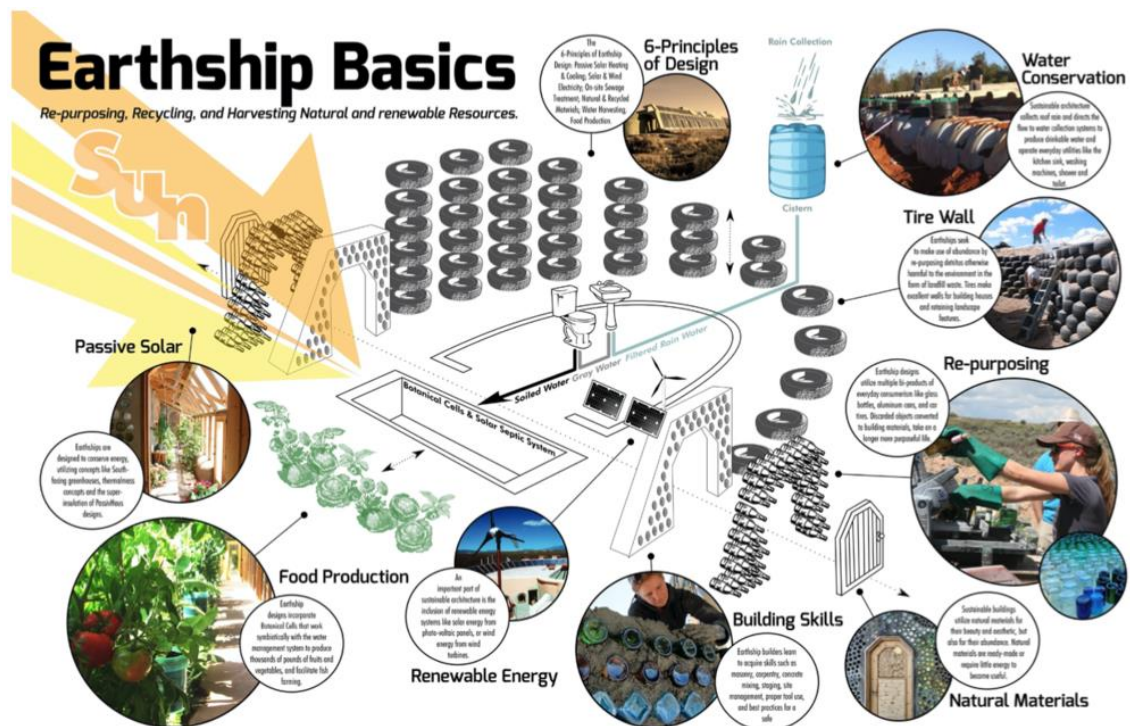 Earthship Basics
Re-purposing, Recycling, and Harvesting Natural and renewable Resources.
Sun
The
6-Principles of Earthship
Design: Passive Solar Heating
& Cooling; Solar & Wind
Electricity; On-site Sewage
Treatment; Natural & Recycled
Materials, Water Harvesting,
Food Production.
6-Principles
of Design
Rain Collection
Cistern
Water
Conservation
Sustainable architecture
collects roof rain and directs the
flow to water collection systems to
produce drinkable water and
operate everyday utilities like the
kitchen sink, washing
machines, shower and
toilet.
Tire Wall
Earthships seek
to make use of abundance by
re-purposing detritus otherwise
harmful to the environment in the
form of landfill waste. Tires make
excellent walls for building houses
and retaining landscape
features.
Passive Solar
Earthships are
designed to conserve energy,
utilizing concepts like South-
facing greenhouses, thermalmass
concepts and the super-
insulation of PassivHaus
designs.
Soiled Water
Gray Water
Filtered Rain Water
Botanical Cells & Solar Septic System
Re-purposing
Earthship designs
utilize multiple bi-products of
everyday consumerism like glass
bottles, aluminum cans, and car
tires. Discarded objects converted
to building materials, take on a
longer more purposeful life.
Food Production
Earthship
designs incorporate
Botanical Cells that work
symbiotically with the water
management system to produce
thousands of pounds of fruits and
vegetables, and facilitate fish
farming.
An
important part of
sustainable architecture is the
inclusion of renewable energy
systems like solar energy from
photo-voltaic panels, or wind
energy from wind
turbines.
Renewable Energy
Building Skills
Earthship builders learn
to acquire skills such as
masonry, carpentry, concrete
mixing, staging, site
management, proper tool use,
and best practices for a
safe
Sustainable buildings
utilize natural materials for
their beauty and aesthetic, but
also for their abundance. Natural
materials are ready-made or
require little energy to
become useful.
Natural Materials